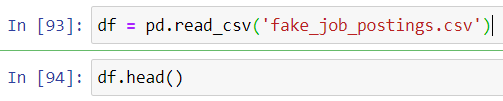 In [93]: df = pd.read_csv('fake_job_postings.csv')
In [94]: df.head()